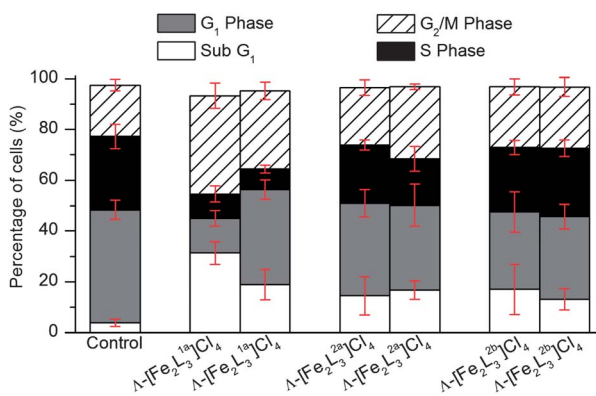 G₁ Phase
G₂/M Phase
Sub G₁
S Phase
Percentage of cells (%)
100
80
60
40
20
0
Control
Λ-[Fe₂L₃¹ᵃ]Cl₄
Λ-[Fe₂L₃¹ᵃ]Cl₄
Λ-[Fe₂L₃²ᵃ]Cl₄
Λ-[Fe₂L₃²ᵃ]Cl₄
Λ-[Fe₂L₃²ᵇ]Cl₄
Λ-[Fe₂L₃²ᵇ]Cl₄